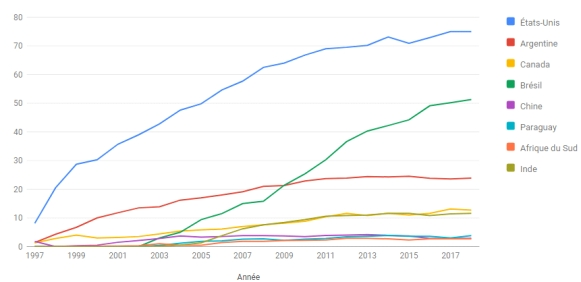 80
70
60
50
40
30
20
10
0
1997 1999 2001 2003 2005 2007 2009 2011 2013 2015 2017
Année
États-Unis
Argentine
Canada
Brésil
Chine
Paraguay
Afrique du Sud
Inde